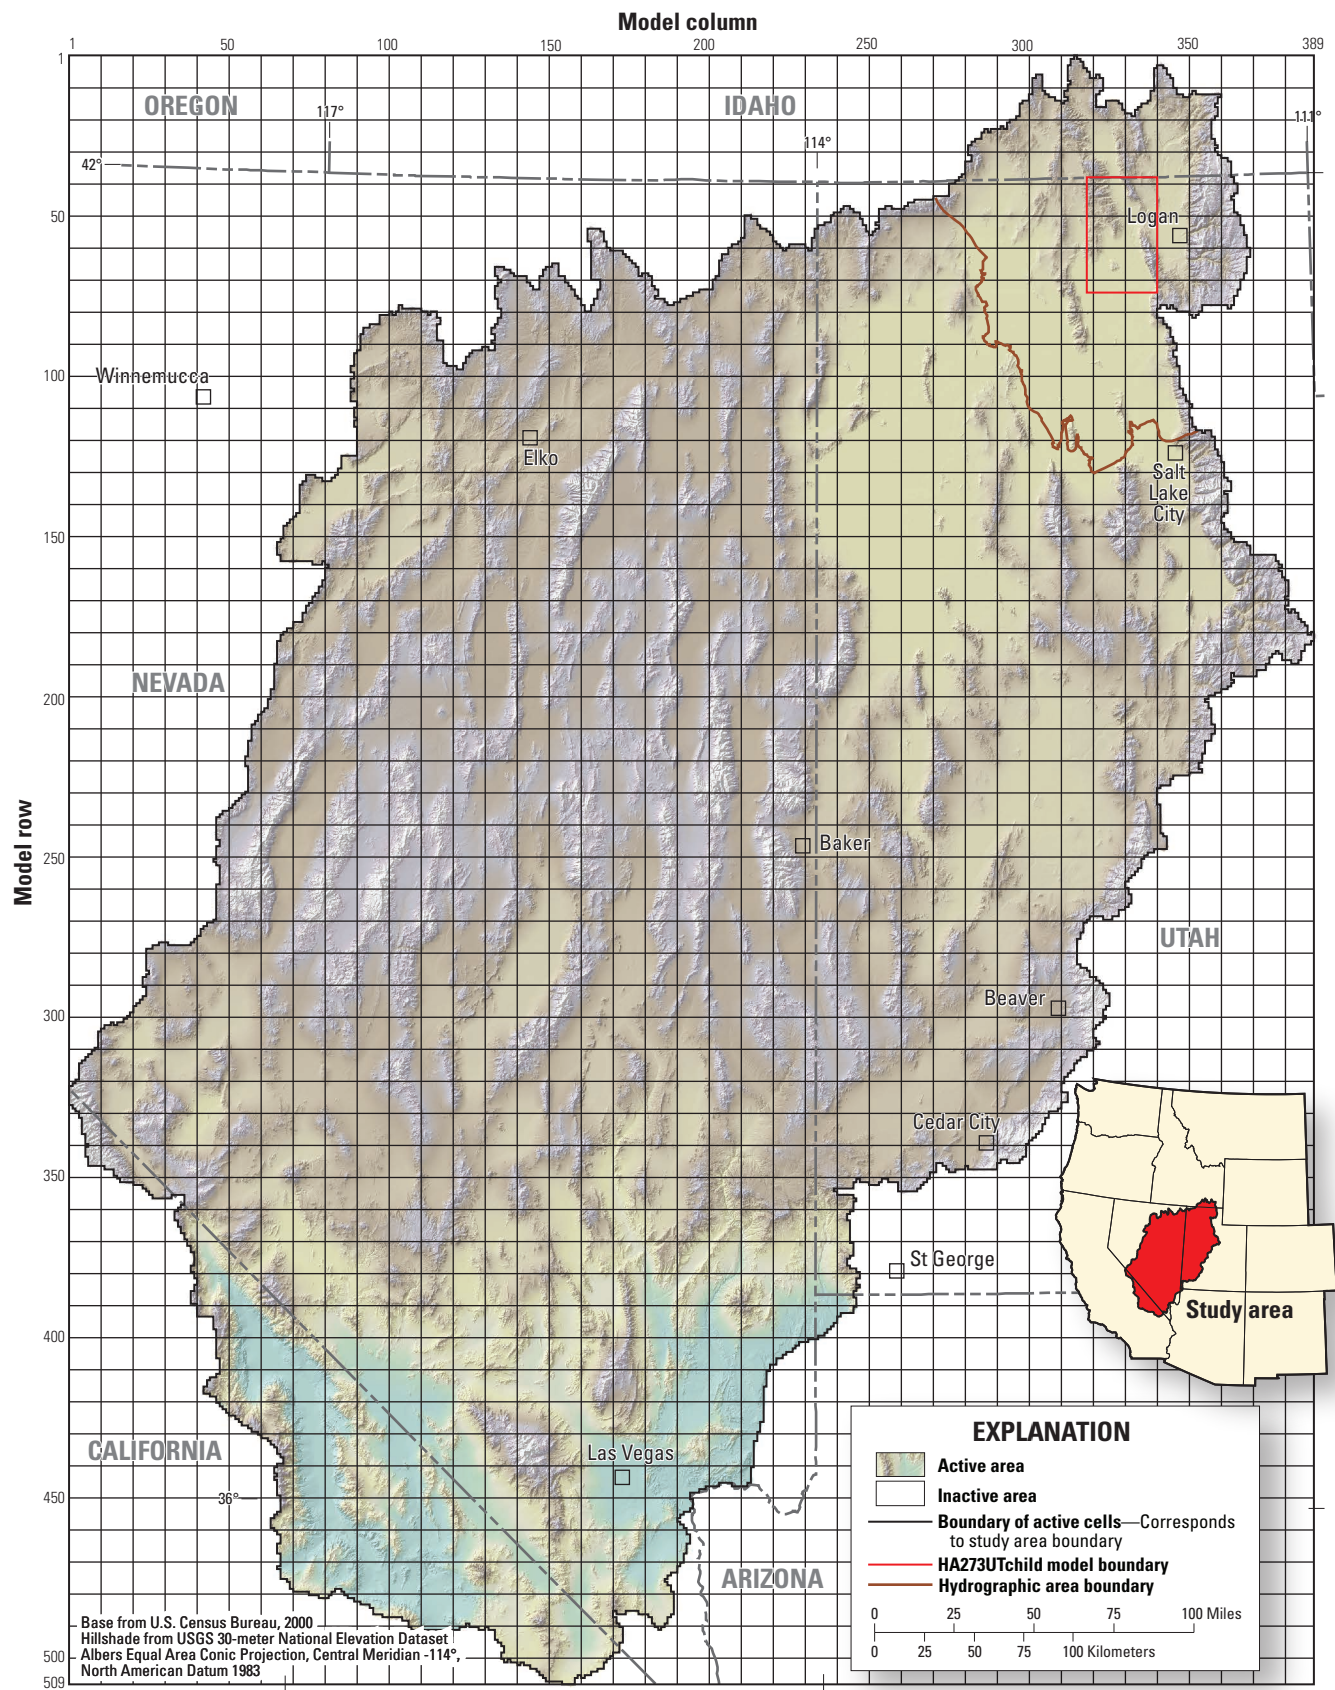 Model column
1 50 100 150 200 250 300 350 389
1
OREGON
IDAHO
117°
114°
111°
42°
50
Logan
100
Winnemucca
Elko
Salt
Lake
City
150
NEVADA
200
Model row
Baker
250
UTAH
Beaver
300
Cedar City
350
St George
Study area
400
CALIFORNIA
Las Vegas
36°
450
ARIZONA
500
509
Base from U.S. Census Bureau, 2000
Hillshade from USGS 30-meter National Elevation Dataset
Albers Equal Area Conic Projection, Central Meridian -114°,
North American Datum 1983
EXPLANATION
Active area
Inactive area
Boundary of active cells—Corresponds
to study area boundary
HA273UTchild model boundary
Hydrographic area boundary
0 25 50 75 100 Miles
0 25 50 75 100 Kilometers